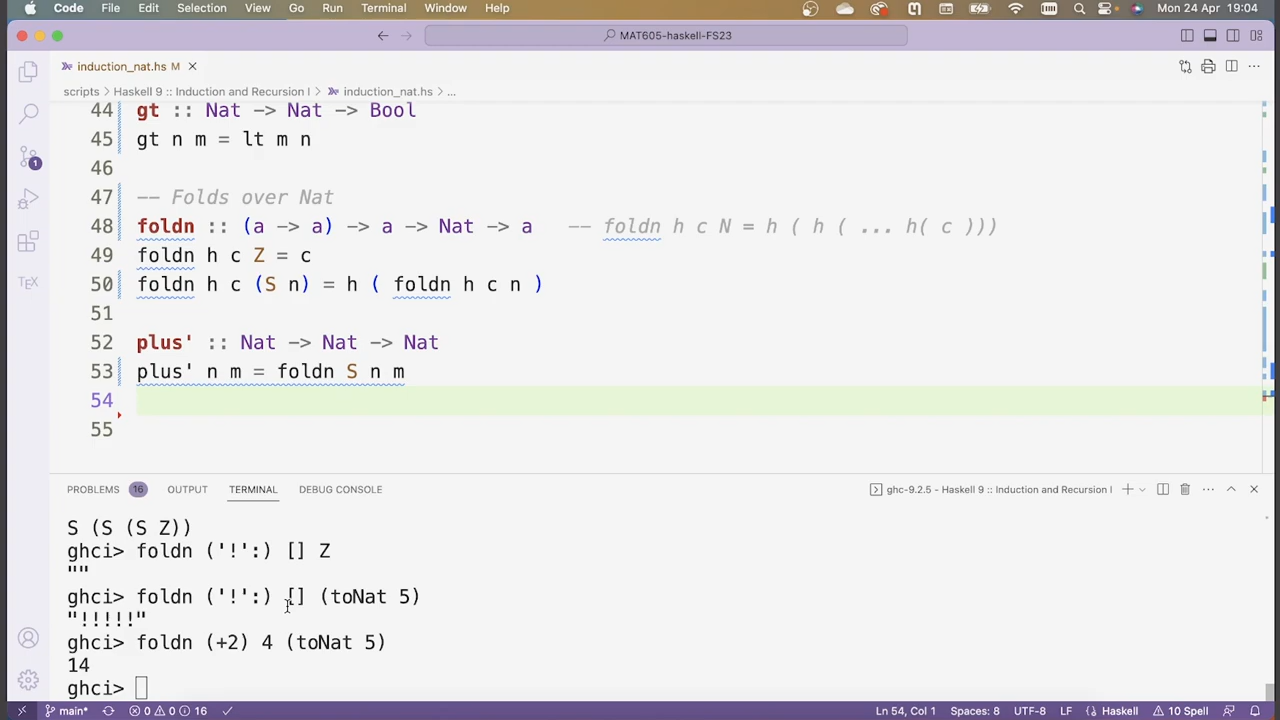 Code File Edit Selection View Go Run Terminal Window Help Mon 24 Apr 19:04
MAT605-haskell-FS23
induction_nat.hs M
scripts > Haskell 9 :: Induction and Recursion I > induction_nat.hs > ...
44 gt :: Nat -> Nat -> Bool
45 gt n m = lt m n
46
47 -- Folds over Nat
48 foldn :: (a -> a) -> a -> Nat -> a -- foldn h c N = h ( h ( ... h( c )))
49 foldn h c Z = c
50 foldn h c (S n) = h ( foldn h c n )
51
52 plus' :: Nat -> Nat -> Nat
53 plus' n m = foldn S n m
54
55
PROBLEMS 16 OUTPUT TERMINAL DEBUG CONSOLE ghc-9.2.5 - Haskell 9 :: Induction and Recursion I
S (S (S Z))
ghci> foldn ('!':) [] Z
""
ghci> foldn ('!':) [] (toNat 5)
"!!!!!"
ghci> foldn (+2) 4 (toNat 5)
14
ghci>
main* 0 0 16 Ln 54, Col 1 Spaces: 8 UTF-8 LF Haskell 10 Spell
TEX
1